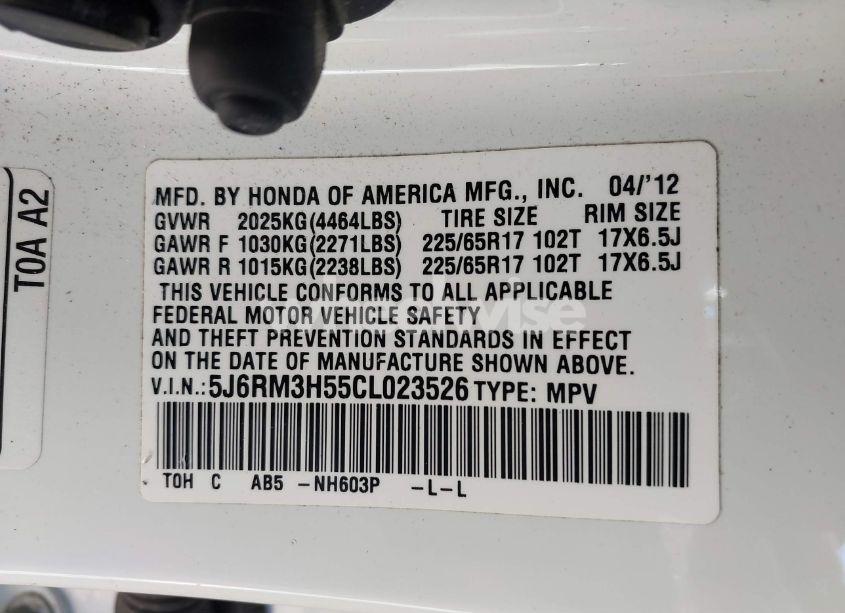 MFD. BY HONDA OF AMERICA MFG., INC. 04/'12
GVWR 2025KG(4464LBS) TIRE SIZE RIM SIZE
GAWR F 1030KG(2271LBS) 225/65R17 102T 17X6.5J
GAWR R 1015KG(2238LBS) 225/65R17 102T 17X6.5J
THIS VEHICLE CONFORMS TO ALL APPLICABLE
FEDERAL MOTOR VEHICLE SAFETY
AND THEFT PREVENTION STANDARDS IN EFFECT
ON THE DATE OF MANUFACTURE SHOWN ABOVE.
V.I.N.:5J6RM3H55CL023526 TYPE: MPV
TOH C AB5 -NH603P -L-L
TOA A2